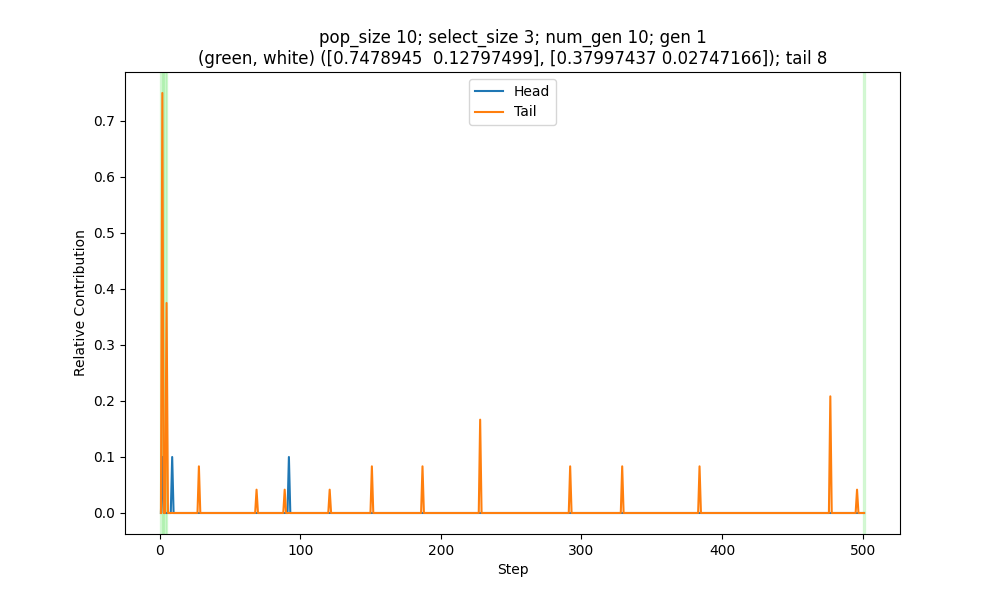 pop_size 10; select_size 3; num_gen 10; gen 1
(green, white) ([0.7478945  0.12797499], [0.37997437 0.02747166]); tail 8
Head
Tail
Relative Contribution
0.7
0.6
0.5
0.4
0.3
0.2
0.1
0.0
0 100 200 300 400 500
Step